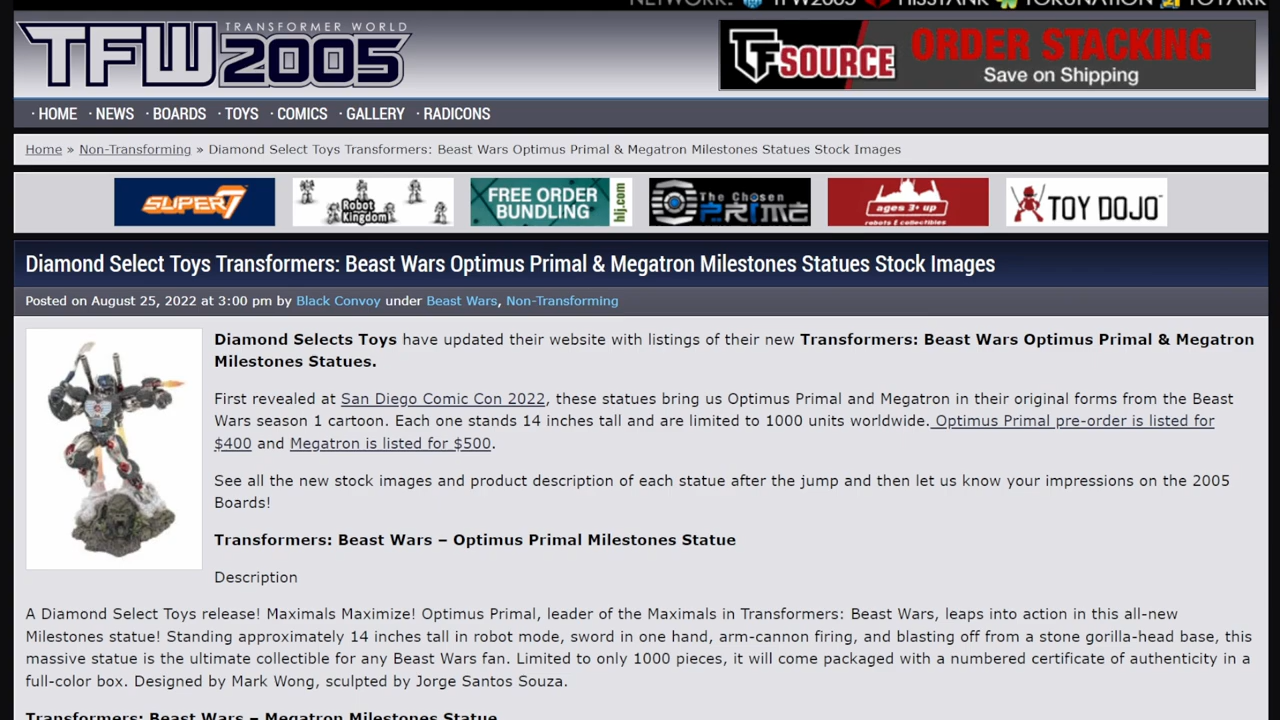 NETWORK: TFW2005 HISSTANK TOKUNATION TOYARK
TRANSFORMER WORLD
TFW
2005
TFSOURCE
ORDER STACKING
Save on Shipping
· HOME · NEWS · BOARDS · TOYS · COMICS · GALLERY · RADICONS
Home » Non-Transforming » Diamond Select Toys Transformers: Beast Wars Optimus Primal & Megatron Milestones Statues Stock Images
SUPER7
Robot
Kingdom
FREE ORDER
BUNDLING
hlj.com
The Chosen
PRIME
ages 3+ up
robots & collectibles
TOY DOJO
Diamond Select Toys Transformers: Beast Wars Optimus Primal & Megatron Milestones Statues Stock Images
Posted on August 25, 2022 at 3:00 pm by Black Convoy under Beast Wars, Non-Transforming
Diamond Selects Toys have updated their website with listings of their new Transformers: Beast Wars Optimus Primal & Megatron
Milestones Statues.
First revealed at San Diego Comic Con 2022, these statues bring us Optimus Primal and Megatron in their original forms from the Beast
Wars season 1 cartoon. Each one stands 14 inches tall and are limited to 1000 units worldwide. Optimus Primal pre-order is listed for
$400 and Megatron is listed for $500.
See all the new stock images and product description of each statue after the jump and then let us know your impressions on the 2005
Boards!
Transformers: Beast Wars – Optimus Primal Milestones Statue
Description
A Diamond Select Toys release! Maximals Maximize! Optimus Primal, leader of the Maximals in Transformers: Beast Wars, leaps into action in this all-new
Milestones statue! Standing approximately 14 inches tall in robot mode, sword in one hand, arm-cannon firing, and blasting off from a stone gorilla-head base, this
massive statue is the ultimate collectible for any Beast Wars fan. Limited to only 1000 pieces, it will come packaged with a numbered certificate of authenticity in a
full-color box. Designed by Mark Wong, sculpted by Jorge Santos Souza.
Transformers: Beast Wars – Megatron Milestones Statue